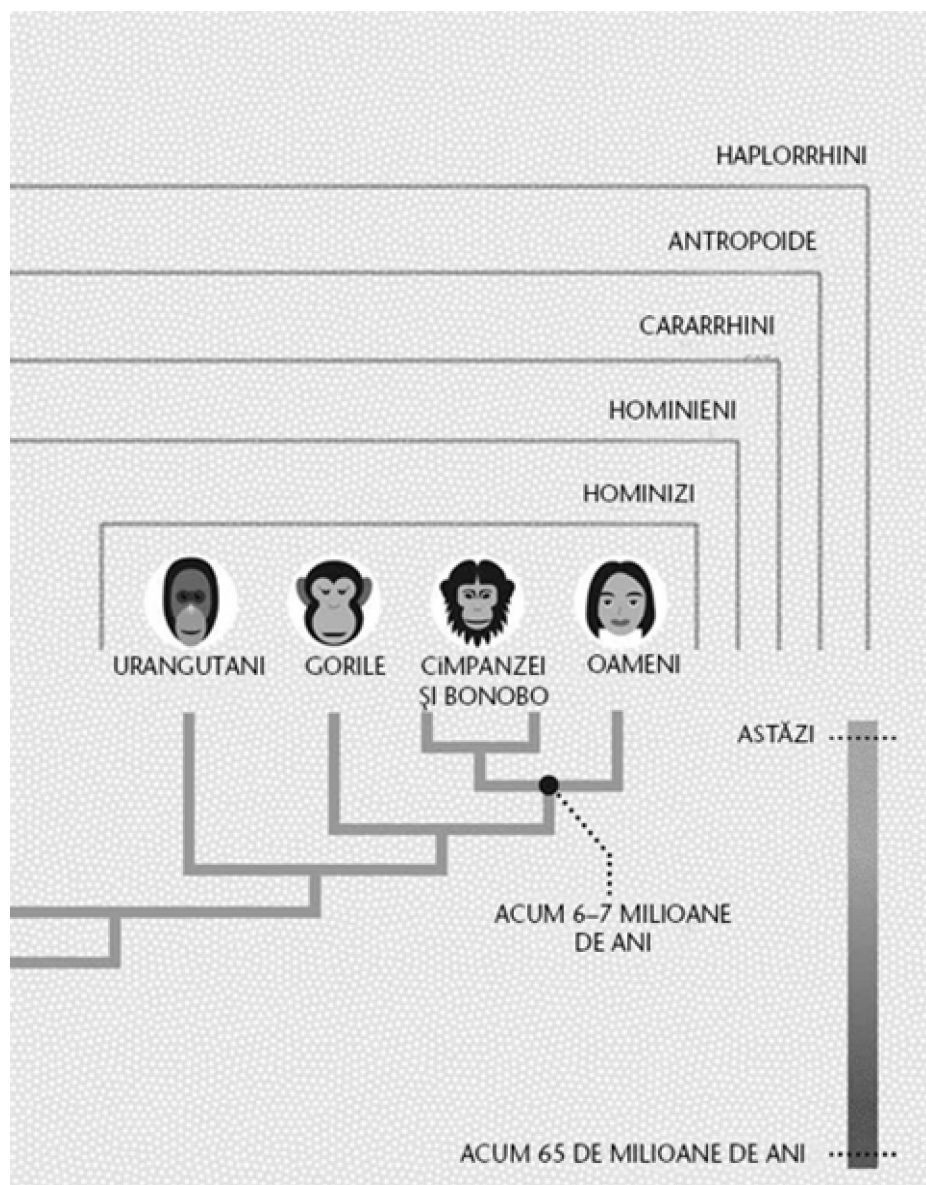 HAPLORRHINI
ANTROPOIDE
CARARRHINI
HOMINIENI
HOMINIZI
URANGUTANI
GORILE
CiMPANZEI
ŞI BONOBO
OAMENI
ASTĂZI
ACUM 6–7 MILIOANE
DE ANI
ACUM 65 DE MILIOANE DE ANI